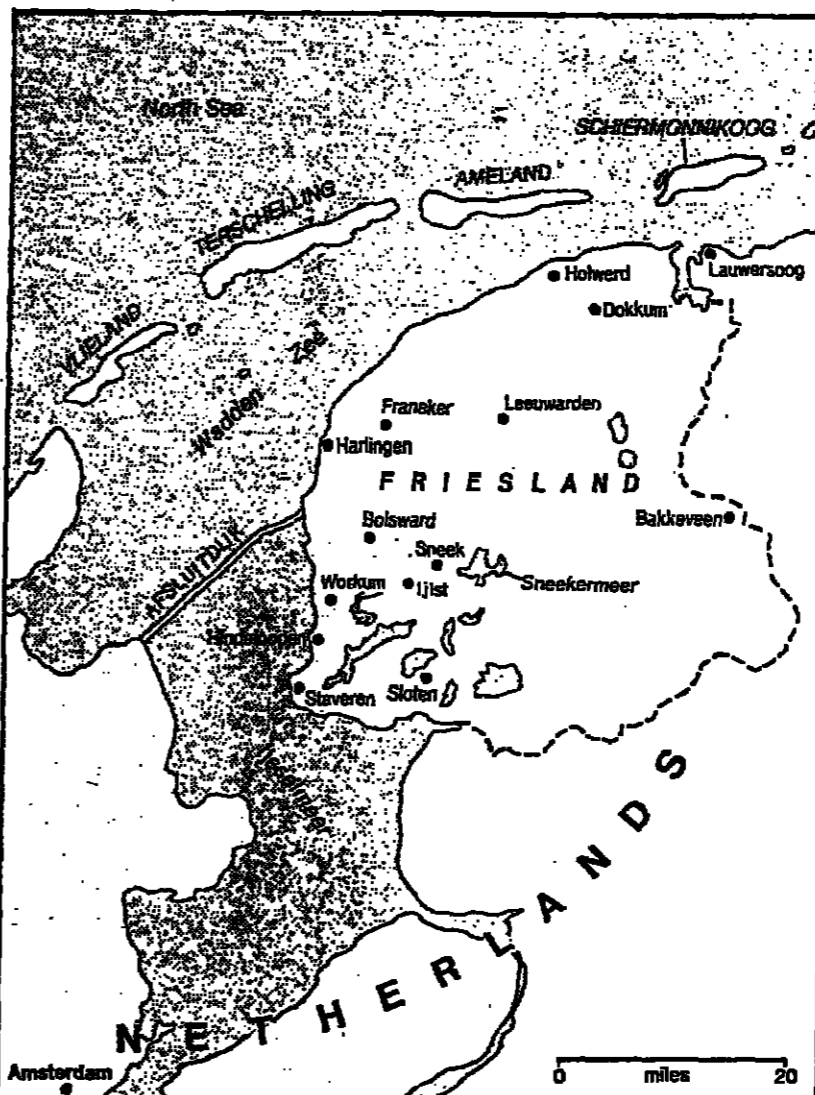 North Sea
SCHIERMONNIKOOG
AMELAND
TERSCHELLING
VLIELAND
Wadden Zee
Holwerd
Lauwersoog
Dokkum
Franeker
Leeuwarden
Harlingen
FRIESLAND
Bolsward
Bakkeveen
AFSLUITDIJK
Sneek
Workum
Ijlst
Sneekermeer
Hindeloopen
Staveren
Sloten
NETHERLANDS
Amsterdam
0 miles 20